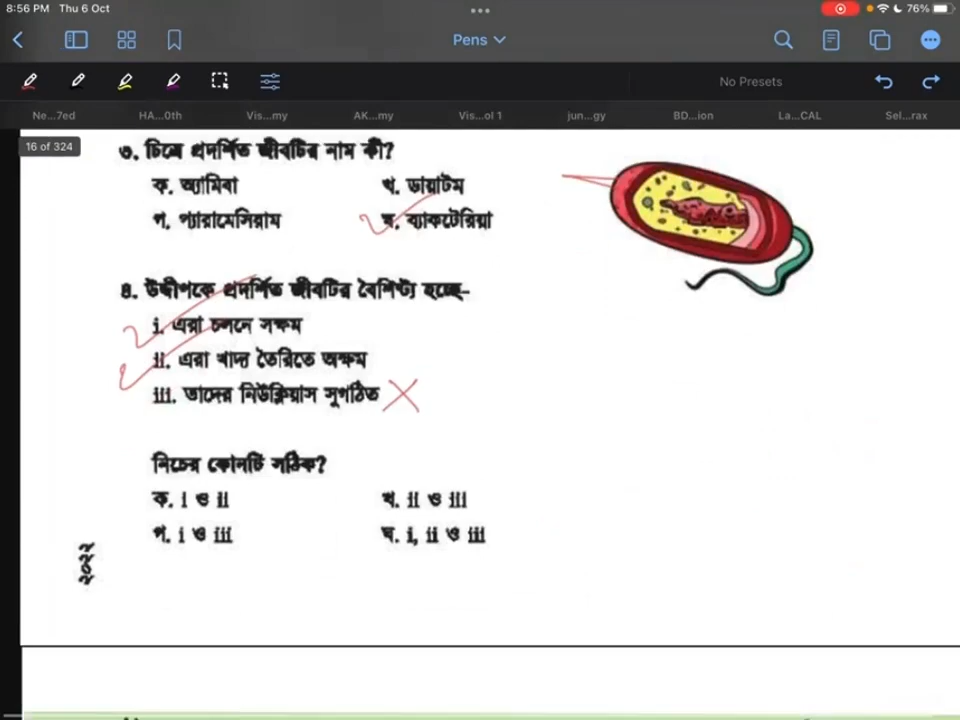 8:56 PM Thu 6 Oct
76%
Pens
No Presets
Ne...7ed HA...0th Vis...my AK...my Vis...ol 1 jun...gy BD...ion La...CAL Sel...rax
16 of 324
৩. চিত্রে প্রদর্শিত জীবটির নাম কী?
ক. অ্যামিবা খ. ডায়াটম
গ. প্যারামেসিয়াম ঘ. ব্যাকটেরিয়া
৪. উদ্দীপকে প্রদর্শিত জীবটির বৈশিষ্ট্য হচ্ছে-
i. এরা চলনে সক্ষম
ii. এরা খাদ্য তৈরিতে অক্ষম
iii. তাদের নিউক্লিয়াস সুগঠিত
নিচের কোনটি সঠিক?
ক. i ও ii খ. ii ও iii
গ. i ও iii ঘ. i, ii ও iii
২০২২